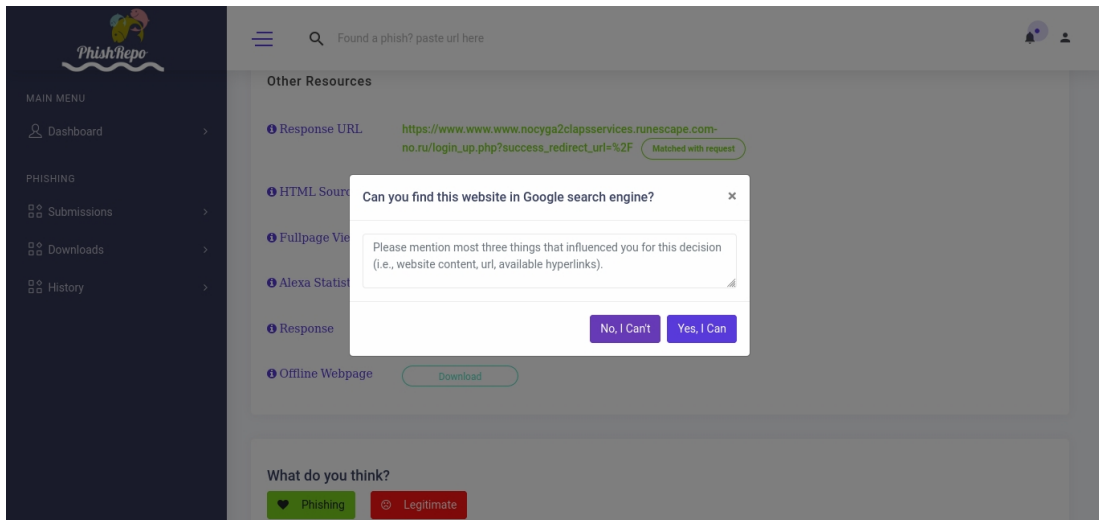 PhishRepo
Found a phish? paste url here
MAIN MENU
Dashboard
PHISHING
Submissions
Downloads
History
Other Resources
Response URL
https://www.www.www.nocyga2clapsservices.runescape.com-
no.ru/login_up.php?success_redirect_url=%2F Matched with request
HTML Sourc
Fullpage Vie
Alexa Statist
Response
Offline Webpage Download
Can you find this website in Google search engine? ×
Please mention most three things that influenced you for this decision
(i.e., website content, url, available hyperlinks).
No, I Can't Yes, I Can
What do you think?
Phishing Legitimate